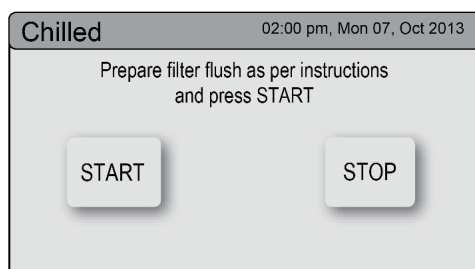 Chilled 02:00 pm, Mon 07, Oct 2013
Prepare filter flush as per instructions
and press START
START STOP